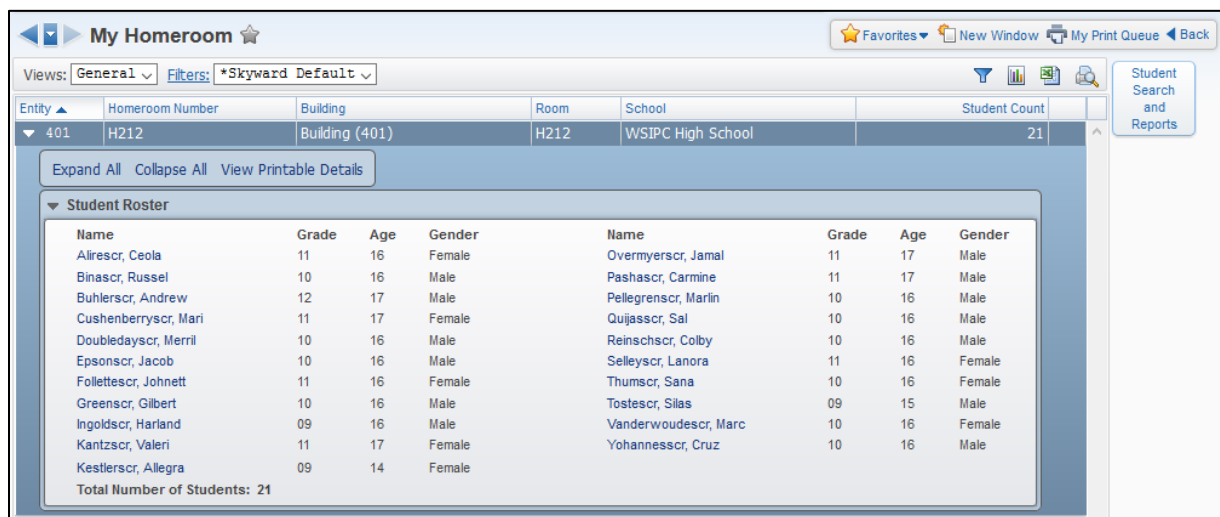 My Homeroom
Favorites New Window My Print Queue Back
Views: General Filters: *Skyward Default
Student Search and Reports
Entity Homeroom Number Building Room School Student Count
401 H212 Building (401) H212 WSIPC High School 21
Expand All Collapse All View Printable Details
Student Roster
Name Grade Age Gender Name Grade Age Gender
Alirescr, Ceola 11 16 Female Overmyerscr, Jamal 11 17 Male
Binascr, Russel 10 16 Male Pashascr, Carmine 11 17 Male
Buhlerscr, Andrew 12 17 Male Pellegrenscr, Marlin 10 16 Male
Cushenberryscr, Mari 11 17 Female Quijasscr, Sal 10 16 Male
Doubledayscr, Merril 10 16 Male Reinschscr, Colby 10 16 Male
Epsonscr, Jacob 10 16 Male Selleyscr, Lanora 11 16 Female
Follettescr, Johnett 11 16 Female Thumscr, Sana 10 16 Female
Greenscr, Gilbert 10 16 Male Tostescr, Silas 09 15 Male
Ingoldscr, Harland 09 16 Male Vanderwoudescr, Marc 10 16 Female
Kantzscr, Valeri 11 17 Female Yohannesscr, Cruz 10 16 Male
Kestlerscr, Allegra 09 14 Female
Total Number of Students: 21